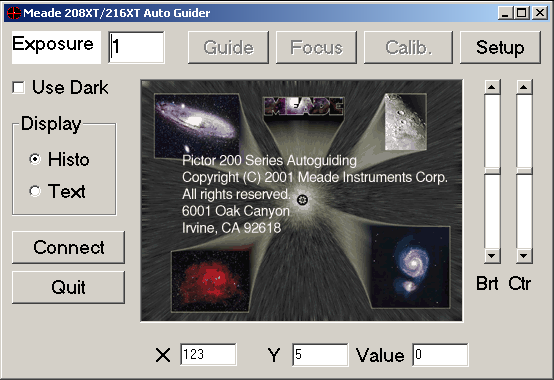 Meade 208XT/216XT Auto Guider
Exposure 1 Guide Focus Calib. Setup
Use Dark
Display
Histo
Text
Connect
Quit
MEADE
Pictor 200 Series Autoguiding
Copyright (C) 2001 Meade Instruments Corp.
All rights reserved.
6001 Oak Canyon
Irvine, CA 92618
Brt Ctr
X 123 Y 5 Value 0